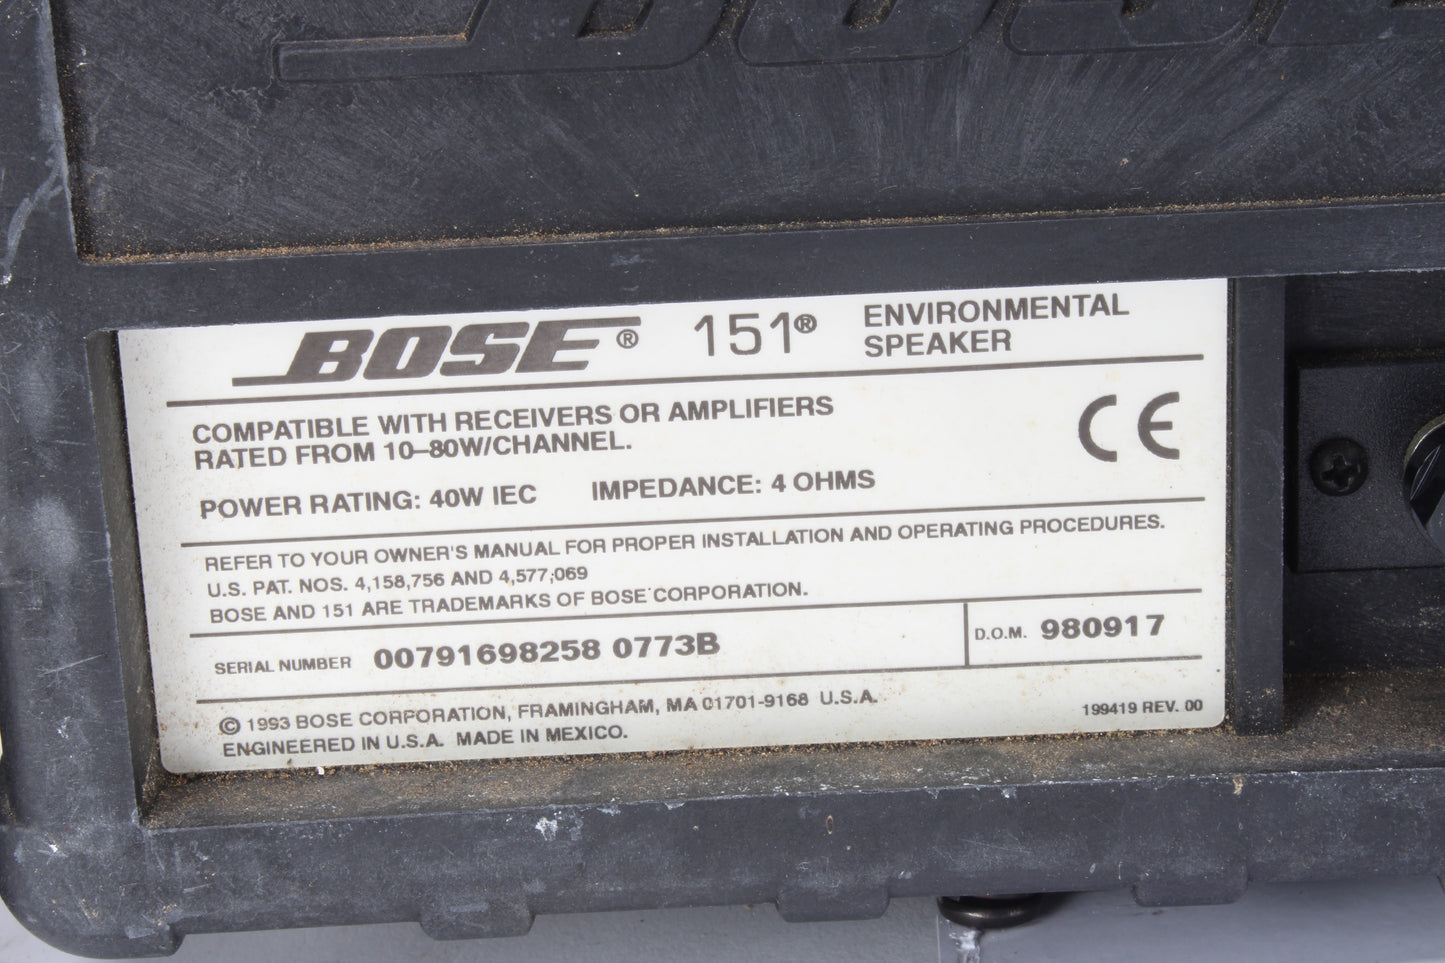 BOSE
BOSE® 151® ENVIRONMENTAL
SPEAKER
COMPATIBLE WITH RECEIVERS OR AMPLIFIERS
RATED FROM 10–80W/CHANNEL.
CE
POWER RATING: 40W IEC IMPEDANCE: 4 OHMS
REFER TO YOUR OWNER'S MANUAL FOR PROPER INSTALLATION AND OPERATING PROCEDURES.
U.S. PAT. NOS. 4,158,756 AND 4,577,069
BOSE AND 151 ARE TRADEMARKS OF BOSE CORPORATION.
SERIAL NUMBER 00791698258 0773B D.O.M. 980917
© 1993 BOSE CORPORATION, FRAMINGHAM, MA 01701-9168 U.S.A.
ENGINEERED IN U.S.A. MADE IN MEXICO.
199419 REV. 00